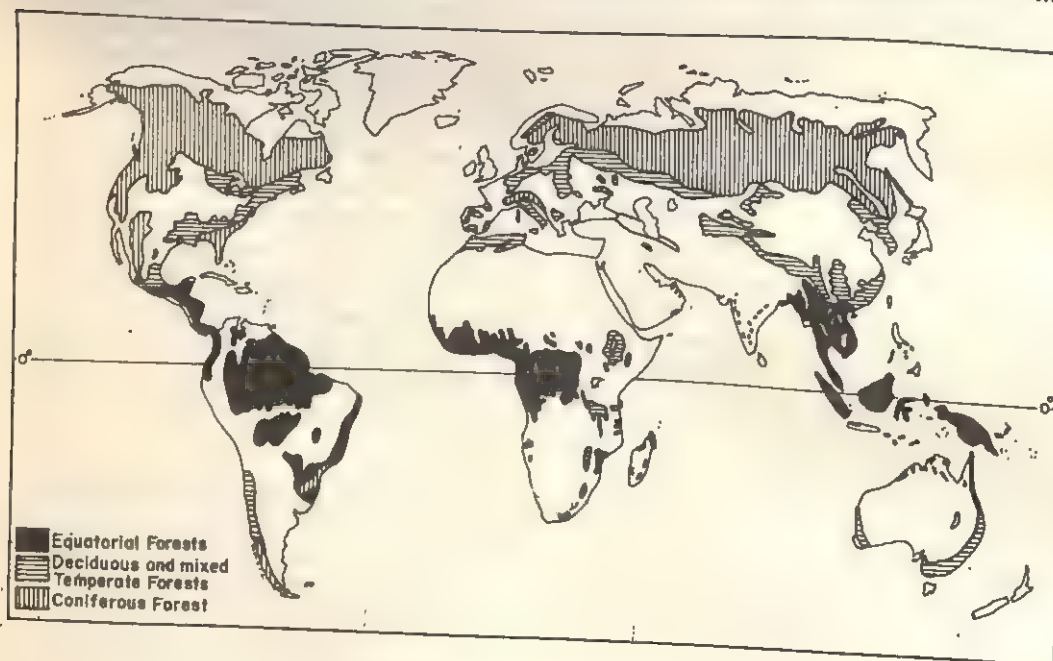 0°
0°
Equatorial Forests
Deciduous and mixed
Temperate Forests
Coniferous Forest